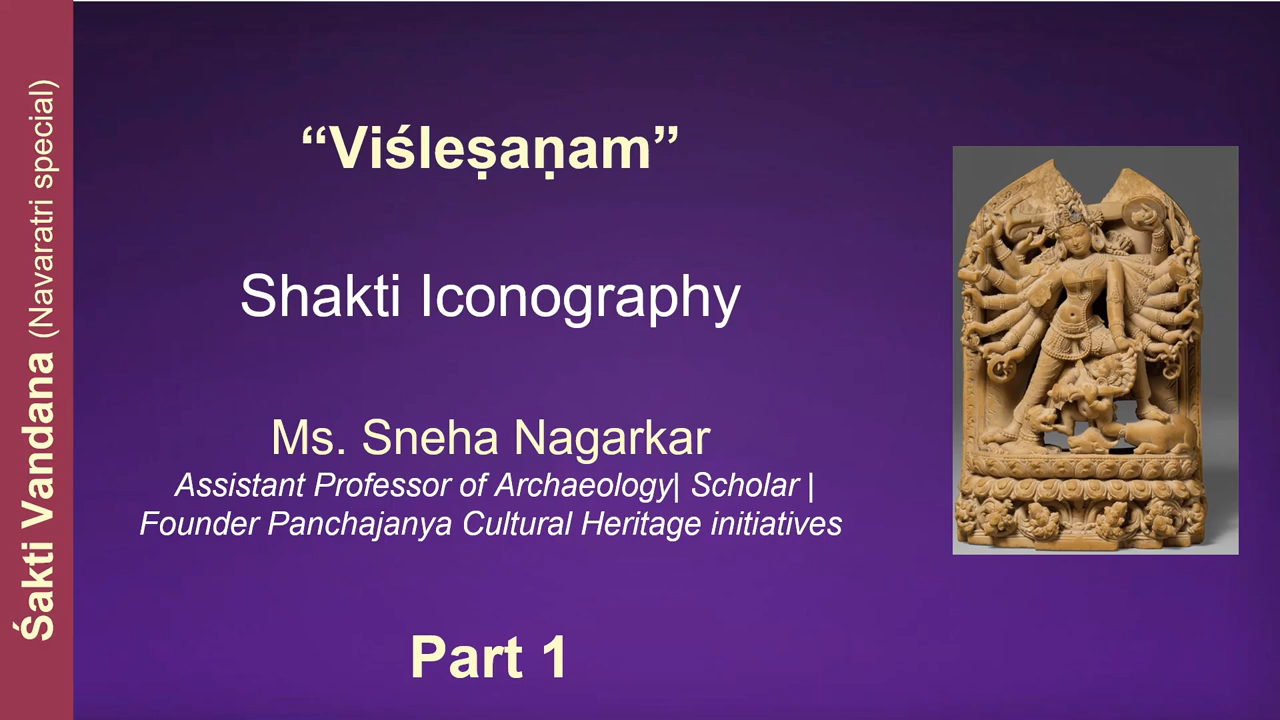 Śakti Vandana (Navaratri special)
“Viśleṣaṇam”
Shakti Iconography
Ms. Sneha Nagarkar
Assistant Professor of Archaeology| Scholar |
Founder Panchajanya Cultural Heritage initiatives
Part 1